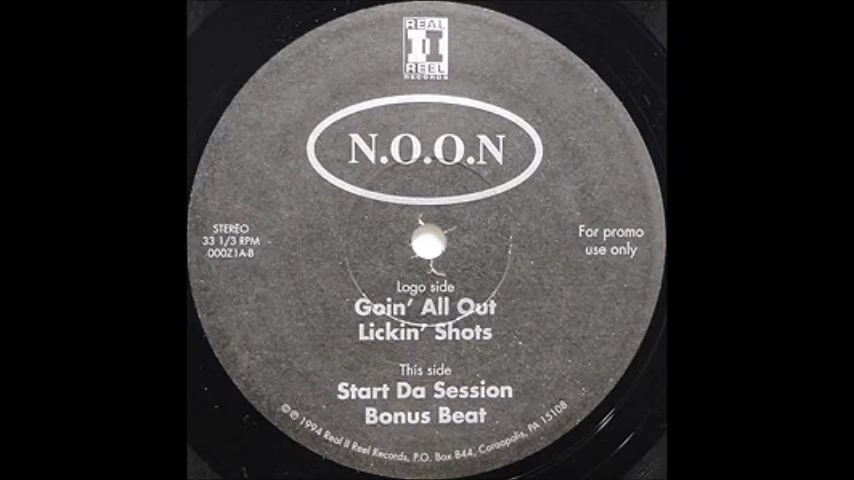 REAL
II
REEL
RECORDS
N.O.O.N
STEREO
33 1/3 RPM
000Z1A-B
For promo
use only
Logo side
Goin' All Out
Lickin' Shots
This side
Start Da Session
Bonus Beat
℗ © 1994 Real II Reel Records, P.O. Box 844, Coraopolis, PA 15108